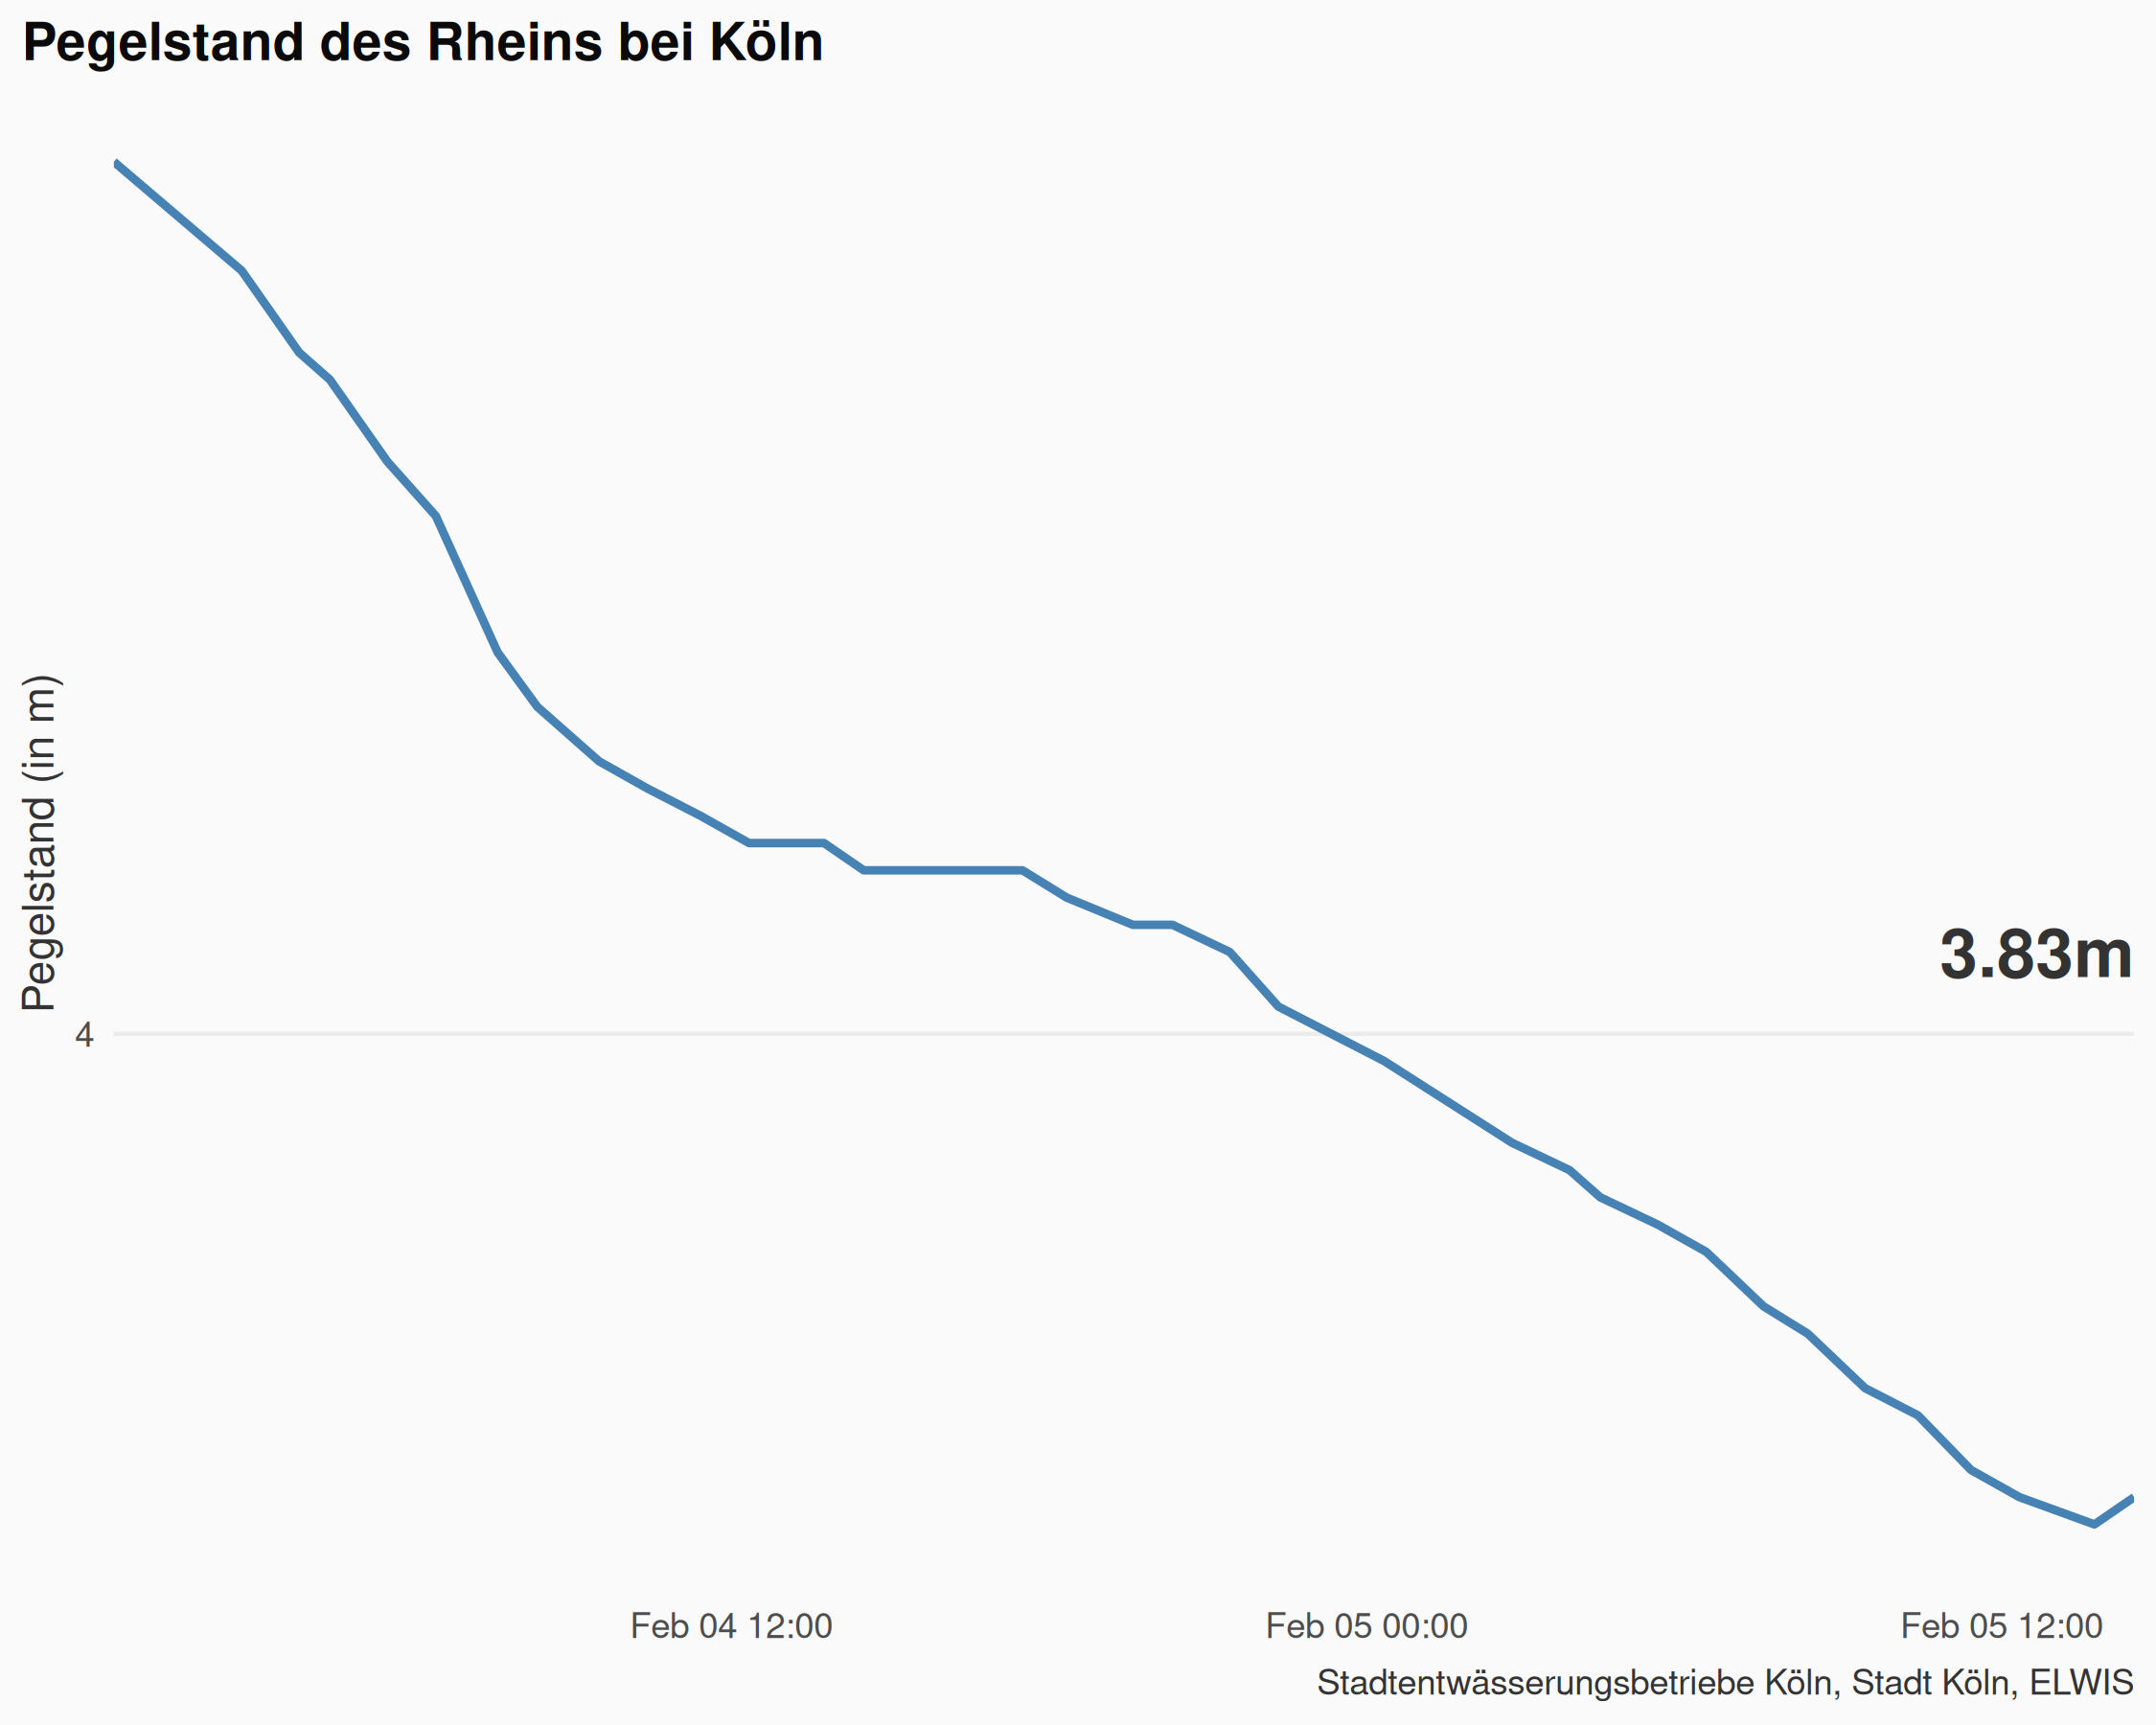 Pegelstand des Rheins bei Köln
Pegelstand (in m)
3.83m
4
Feb 04 12:00
Feb 05 00:00
Feb 05 12:00
Stadtentwässerungsbetriebe Köln, Stadt Köln, ELWIS